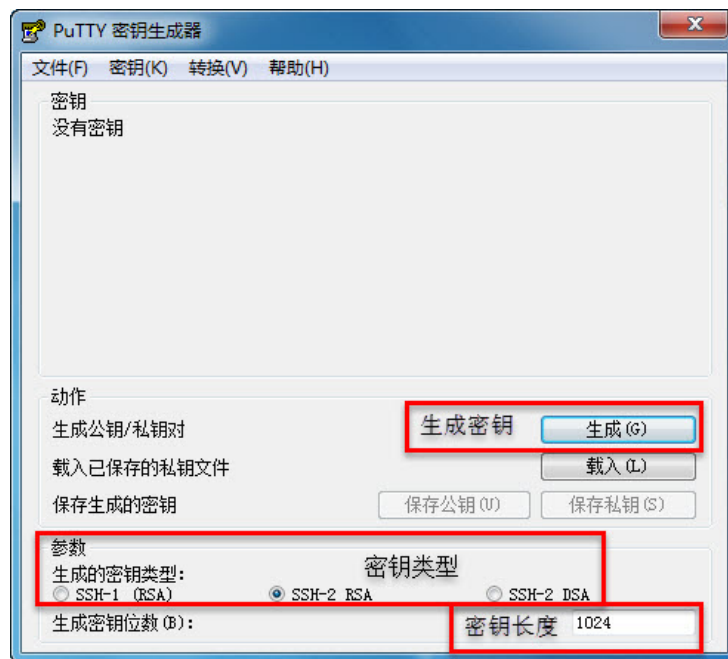 PuTTY 密钥生成器
文件(F) 密钥(K) 转换(V) 帮助(H)
密钥
没有密钥
动作
生成公钥/私钥对 生成密钥 生成(G)
载入已保存的私钥文件 载入(L)
保存生成的密钥 保存公钥(U) 保存私钥(S)
参数
生成的密钥类型: 密钥类型
SSH-1 (RSA) SSH-2 RSA SSH-2 DSA
生成密钥位数(B): 密钥长度 1024